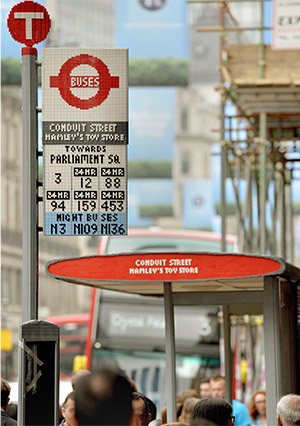 T
BUSES
CONDUIT STREET
HAMLEY'S TOY STORE
TOWARDS
PARLIAMENT SQ.
3 24HR 12 24HR 88
24HR 94 24HR 159 24HR 453
NIGHT BUSES
N3 N109 N136
CONDUIT STREET
HAMLEY'S TOY STORE